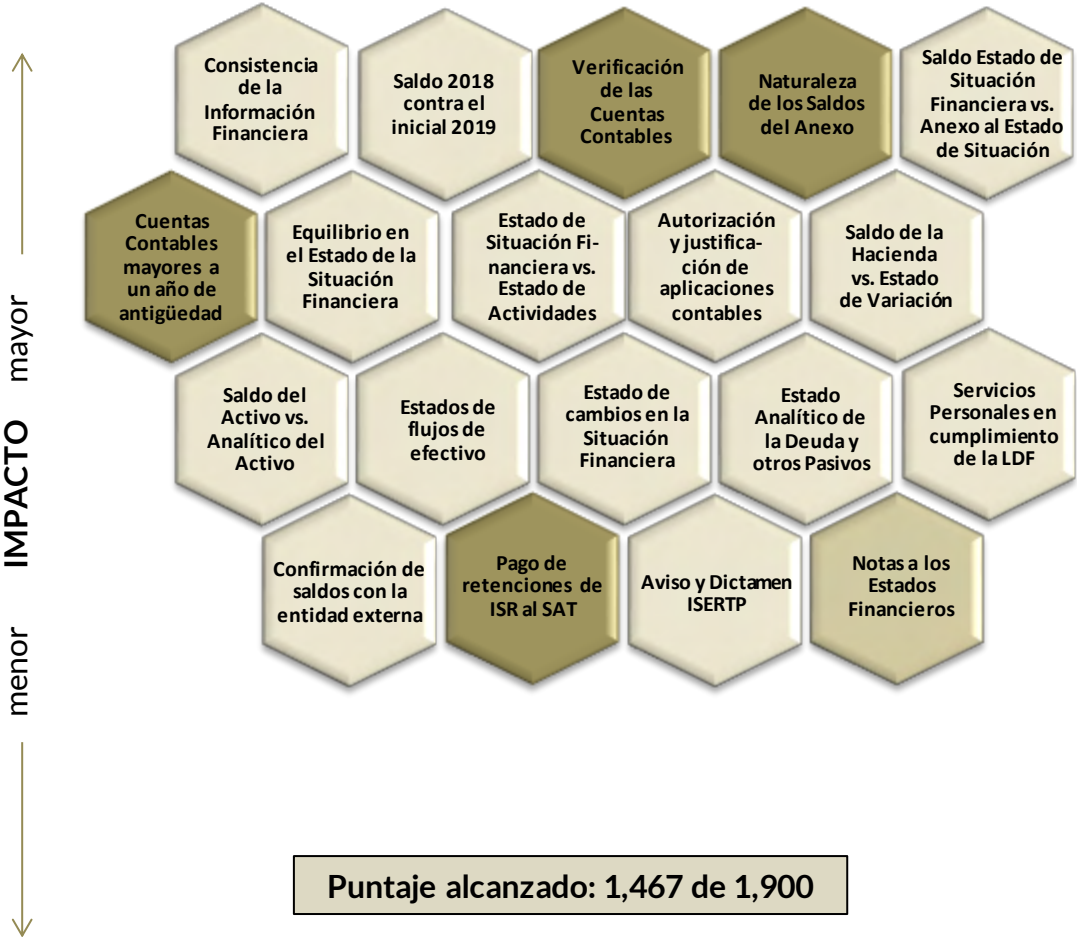 Consistencia
de la
Información
Financiera
Saldo 2018
contra el
inicial 2019
Verificación
de las
Cuentas
Contables
Naturaleza
de los Saldos
del Anexo
Saldo Estado de
Situación
Financiera vs.
Anexo al Estado
de Situación
Cuentas
Contables
mayores a
un año de
antigüedad
Equilibrio en
el Estado de la
Situación
Financiera
Estado de
Situación Fi-
nanciera vs.
Estado de
Actividades
Autorización
y justifica-
ción de
aplicaciones
contables
Saldo de la
Hacienda
vs. Estado
de Variación
Saldo del
Activo vs.
Analítico del
Activo
Estados de
flujos de
efectivo
Estado de
cambios en la
Situación
Financiera
Estado
Analítico de
la Deuda y
otros Pasivos
Servicios
Personales en
cumplimiento
de la LDF
Confirmación de
saldos con la
entidad externa
Pago de
retenciones de
ISR al SAT
Aviso y Dictamen
ISERTP
Notas a los
Estados
Financieros
menor IMPACTO mayor
Puntaje alcanzado: 1,467 de 1,900